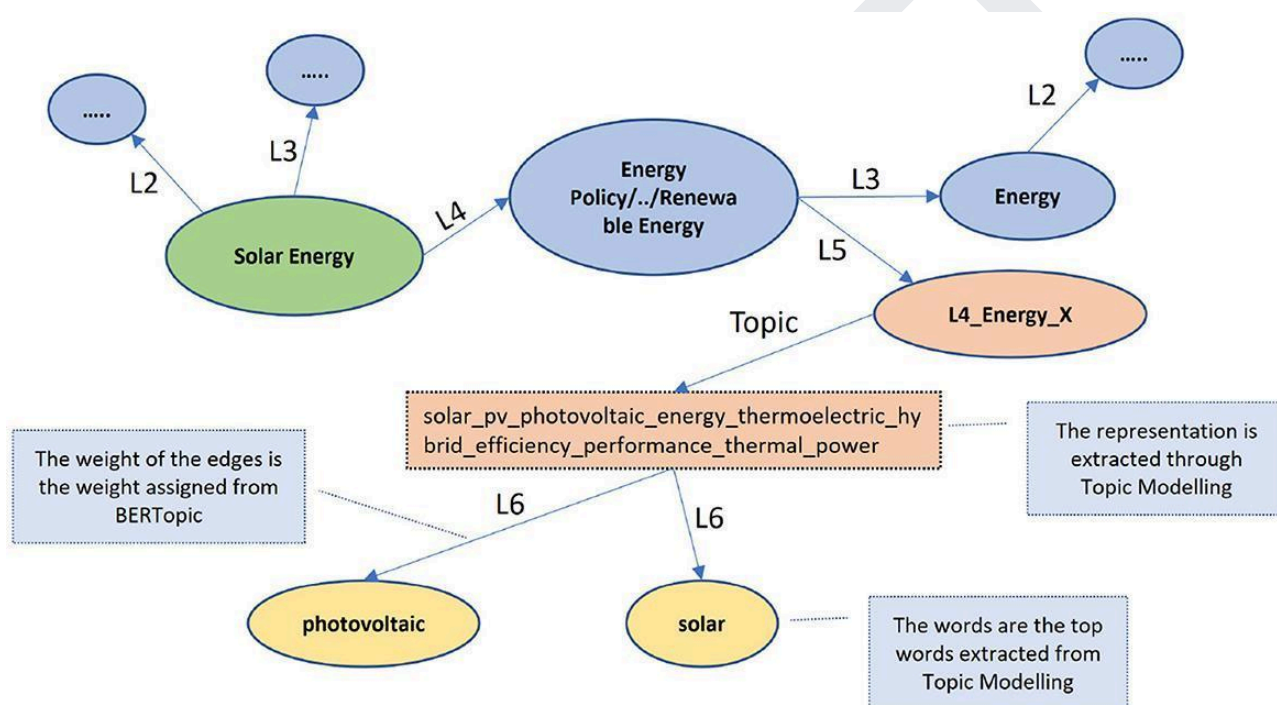 .....
.....
.....
L2
L3
L2
L4
Energy
Policy/../Renewa
ble Energy
L3
Energy
Solar Energy
L5
L4_Energy_X
Topic
solar_pv_photovoltaic_energy_thermoelectric_hy
brid_efficiency_performance_thermal_power
The representation is
extracted through
Topic Modelling
The weight of the edges is
the weight assigned from
BERTopic
L6
L6
photovoltaic
solar
The words are the top
words extracted from
Topic Modelling